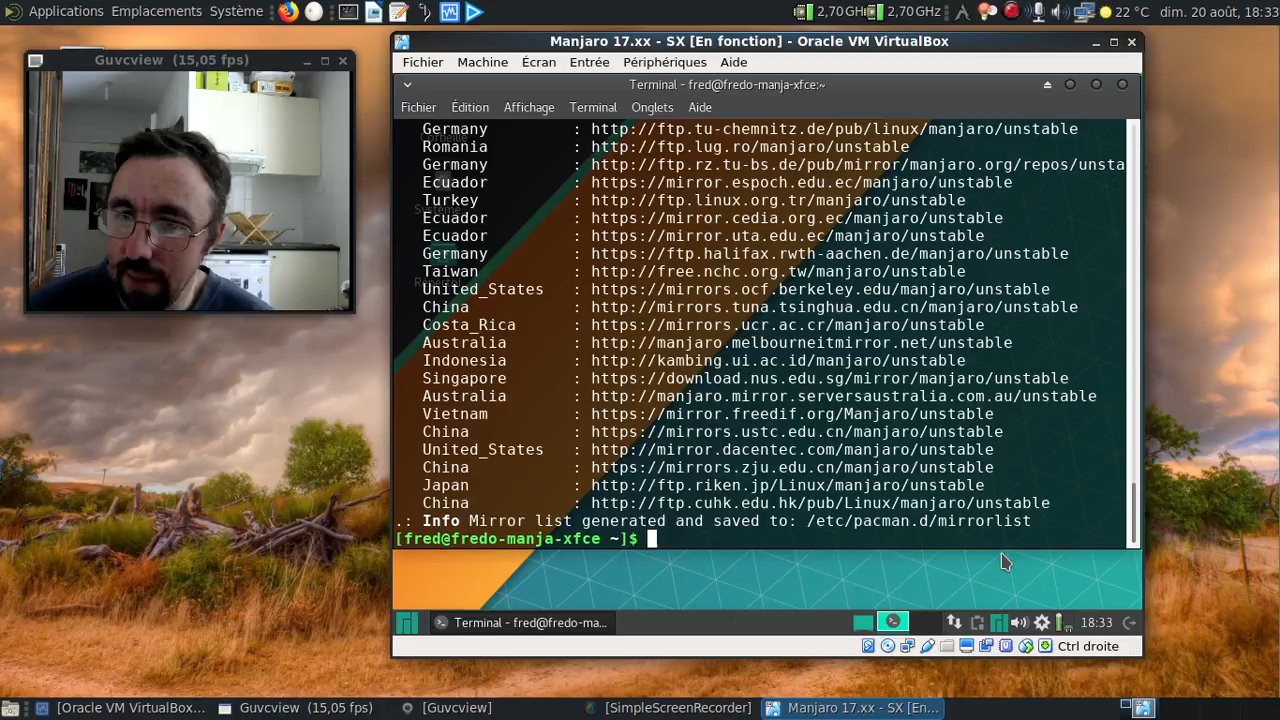 Applications Emplacements Système
2,70 GHz 2,70 GHz 22 °C dim. 20 août, 18:33
Guvcview (15,05 fps)
Manjaro 17.xx - SX [En fonction] - Oracle VM VirtualBox
Fichier Machine Écran Entrée Périphériques Aide
Terminal - fred@fredo-manja-xfce:~
Fichier Édition Affichage Terminal Onglets Aide
Germany : http://ftp.tu-chemnitz.de/pub/linux/manjaro/unstable
Romania : http://ftp.lug.ro/manjaro/unstable
Germany : http://ftp.rz.tu-bs.de/pub/mirror/manjaro.org/repos/unsta
Ecuador : https://mirror.espoch.edu.ec/manjaro/unstable
Turkey : http://ftp.linux.org.tr/manjaro/unstable
Ecuador : https://mirror.cedia.org.ec/manjaro/unstable
Ecuador : https://mirror.uta.edu.ec/manjaro/unstable
Germany : https://ftp.halifax.rwth-aachen.de/manjaro/unstable
Taiwan : http://free.nchc.org.tw/manjaro/unstable
United_States : https://mirrors.ocf.berkeley.edu/manjaro/unstable
China : https://mirrors.tuna.tsinghua.edu.cn/manjaro/unstable
Costa_Rica : https://mirrors.ucr.ac.cr/manjaro/unstable
Australia : http://manjaro.melbourneitmirror.net/unstable
Indonesia : http://kambing.ui.ac.id/manjaro/unstable
Singapore : https://download.nus.edu.sg/mirror/manjaro/unstable
Australia : http://manjaro.mirror.serversaustralia.com.au/unstable
Vietnam : https://mirror.freedif.org/Manjaro/unstable
China : https://mirrors.ustc.edu.cn/manjaro/unstable
United_States : http://mirror.dacentec.com/manjaro/unstable
China : https://mirrors.zju.edu.cn/manjaro/unstable
Japan : http://ftp.riken.jp/Linux/manjaro/unstable
China : http://ftp.cuhk.edu.hk/pub/Linux/manjaro/unstable
.: Info Mirror list generated and saved to: /etc/pacman.d/mirrorlist
[fred@fredo-manja-xfce ~]$
Terminal - fred@fredo-ma... 18:33
Ctrl droite
[Oracle VM VirtualBox... Guvcview (15,05 fps) [Guvcview] [SimpleScreenRecorder] Manjaro 17.xx - SX [En...